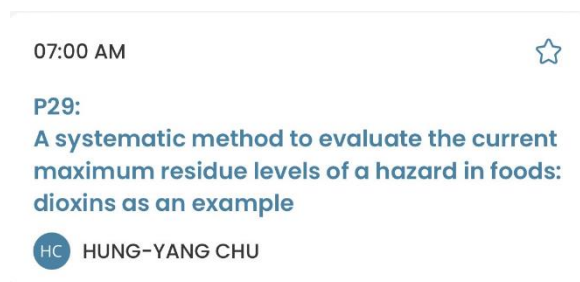 07:00 AM
P29:
A systematic method to evaluate the current
maximum residue levels of a hazard in foods:
dioxins as an example
HC HUNG-YANG CHU